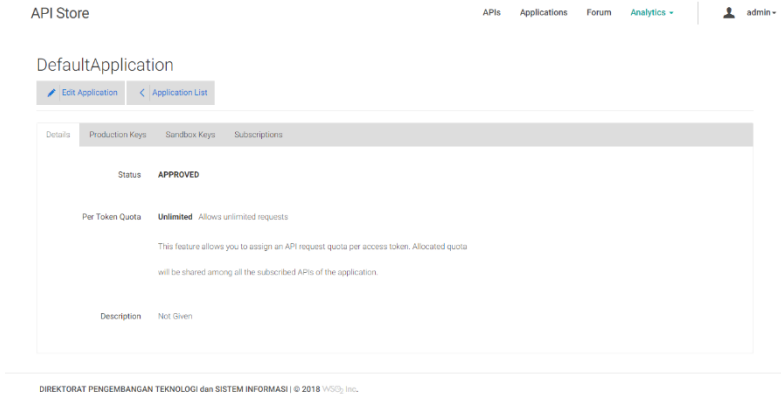 API Store
APIs Applications Forum Analytics admin
DefaultApplication
Edit Application Application List
Details Production Keys Sandbox Keys Subscriptions
Status APPROVED
Per Token Quota Unlimited Allows unlimited requests
This feature allows you to assign an API request quota per access token. Allocated quota
will be shared among all the subscribed APIs of the application.
Description Not Given
DIREKTORAT PENGEMBANGAN TEKNOLOGI dan SISTEM INFORMASI | © 2018 WSO2 Inc.